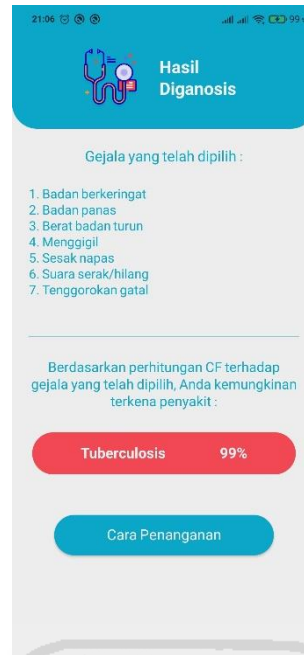 21:06
99%
Hasil
Diganosis
Gejala yang telah dipilih :
1. Badan berkeringat
2. Badan panas
3. Berat badan turun
4. Menggigil
5. Sesak napas
6. Suara serak/hilang
7. Tenggorokan gatal
Berdasarkan perhitungan CF terhadap
gejala yang telah dipilih, Anda kemungkinan
terkena penyakit :
Tuberculosis 99%
Cara Penanganan